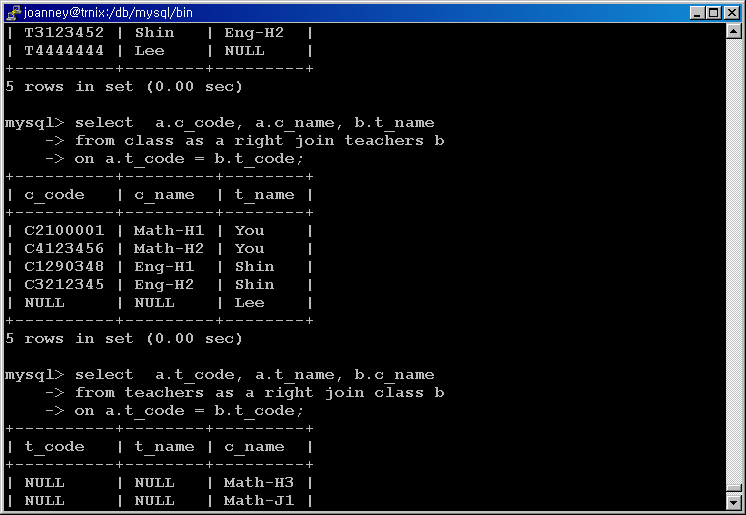 joanney@trnix:/db/mysql/bin
| T3123452 | Shin   | Eng-H2  |
| T4444444 | Lee    | NULL    |
+----------+--------+---------+
5 rows in set (0.00 sec)
mysql> select  a.c_code, a.c_name, b.t_name
    -> from class as a right join teachers b
    -> on a.t_code = b.t_code;
+----------+---------+--------+
| c_code   | c_name  | t_name |
+----------+---------+--------+
| C2100001 | Math-H1 | You    |
| C4123456 | Math-H2 | You    |
| C1290348 | Eng-H1  | Shin   |
| C3212345 | Eng-H2  | Shin   |
| NULL     | NULL    | Lee    |
+----------+---------+--------+
5 rows in set (0.00 sec)
mysql> select  a.t_code, a.t_name, b.c_name
    -> from teachers as a right join class b
    -> on a.t_code = b.t_code;
+----------+--------+---------+
| t_code   | t_name | c_name  |
+----------+--------+---------+
| NULL     | NULL   | Math-H3 |
| NULL     | NULL   | Math-J1 |